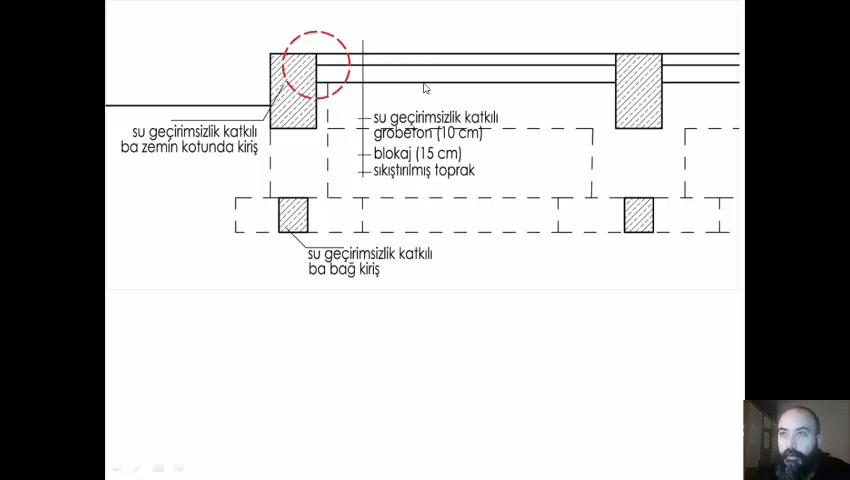 su geçirimsizlik katkılı
ba zemin kotunda kiriş
su geçirimsizlik katkılı
grobeton (10 cm)
blokaj (15 cm)
sıkıştırılmış toprak
su geçirimsizlik katkılı
ba bağ kiriş